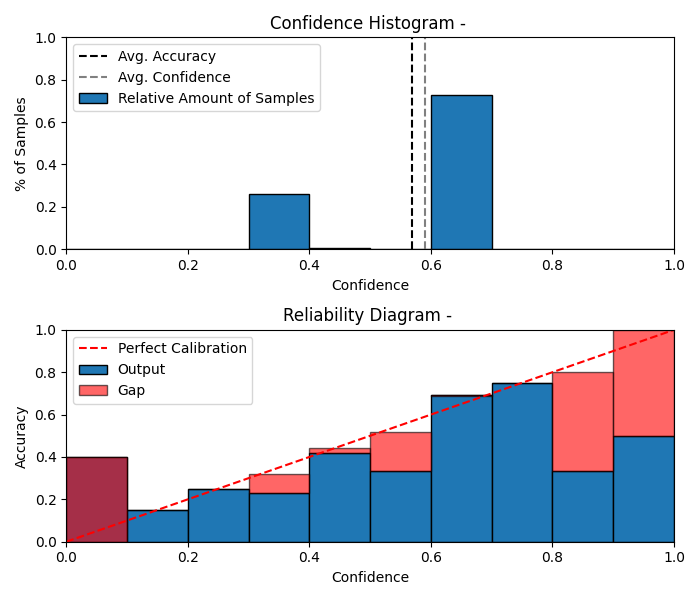 Confidence Histogram -
1.0
0.8
0.6
0.4
0.2
0.0
% of Samples
Avg. Accuracy
Avg. Confidence
Relative Amount of Samples
0.0 0.2 0.4 0.6 0.8 1.0
Confidence
Reliability Diagram -
1.0
0.8
0.6
0.4
0.2
0.0
Accuracy
Perfect Calibration
Output
Gap
0.0 0.2 0.4 0.6 0.8 1.0
Confidence